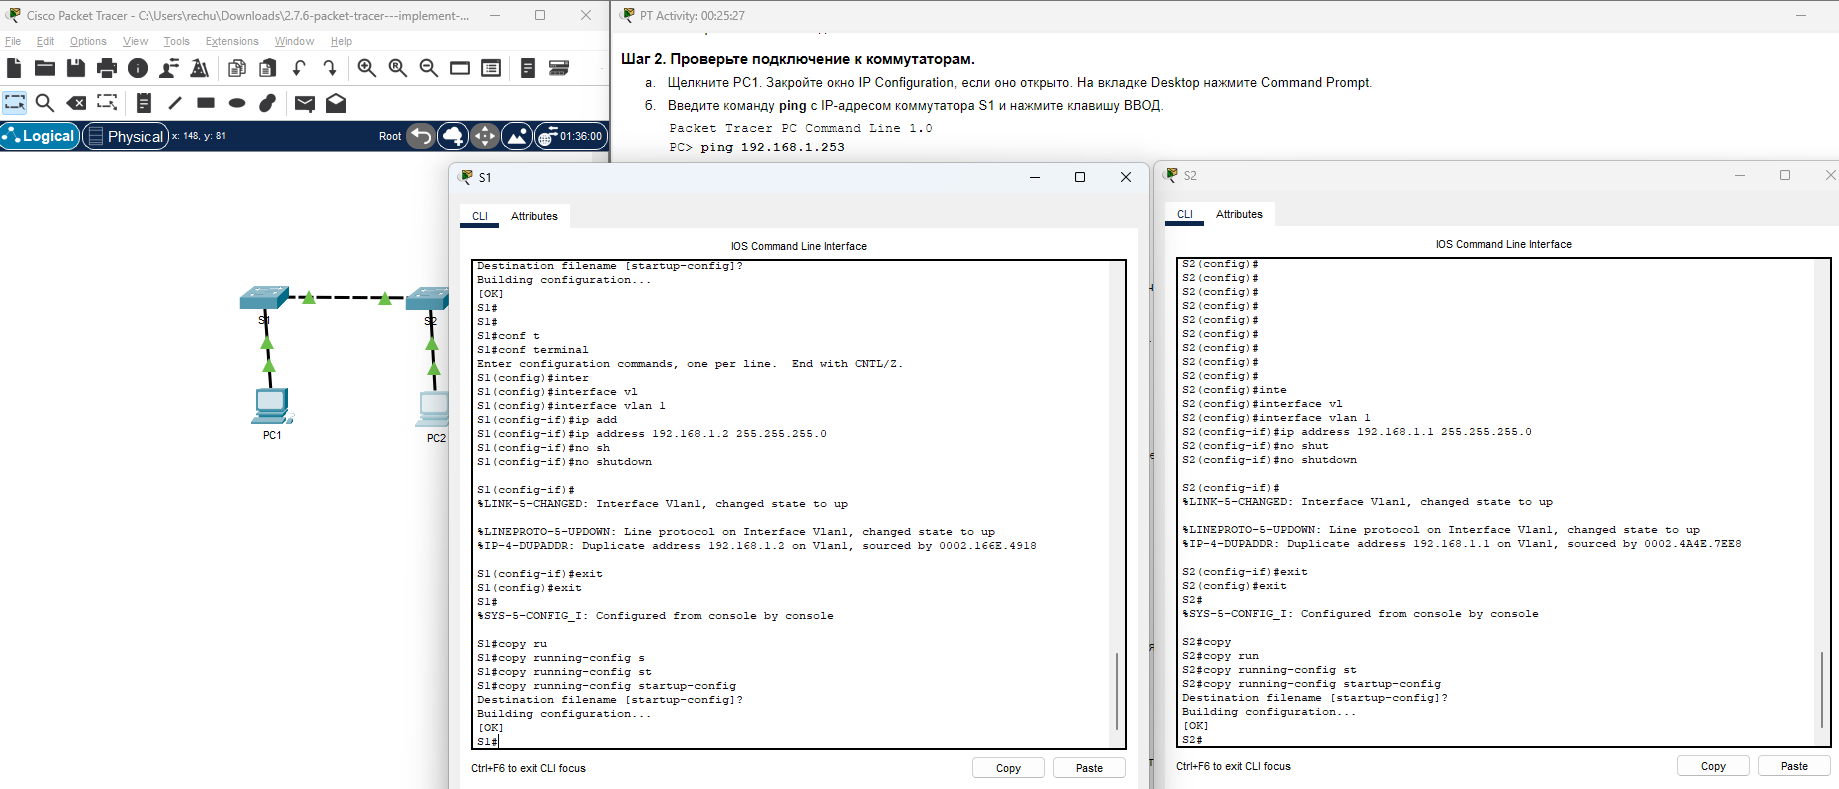 Cisco Packet Tracer - C:\Users\rechu\Downloads\2.7.6-packet-tracer---implement-...
File Edit Options View Tools Extensions Window Help
Logical Physical x: 148, y: 81 Root 01:36:00
S1
S2
PC1
PC2
PT Activity: 00:25:27
Шаг 2. Проверьте подключение к коммутаторам.
а. Щелкните PC1. Закройте окно IP Configuration, если оно открыто. На вкладке Desktop нажмите Command Prompt.
б. Введите команду ping с IP-адресом коммутатора S1 и нажмите клавишу ВВОД.
Packet Tracer PC Command Line 1.0
PC> ping 192.168.1.253
S1
CLI Attributes
IOS Command Line Interface
Destination filename [startup-config]?
Building configuration...
[OK]
S1#
S1#
S1#conf t
S1#conf terminal
Enter configuration commands, one per line.  End with CNTL/Z.
S1(config)#inter
S1(config)#interface vl
S1(config)#interface vlan 1
S1(config-if)#ip add
S1(config-if)#ip address 192.168.1.2 255.255.255.0
S1(config-if)#no sh
S1(config-if)#no shutdown
S1(config-if)#
%LINK-5-CHANGED: Interface Vlan1, changed state to up
%LINEPROTO-5-UPDOWN: Line protocol on Interface Vlan1, changed state to up
%IP-4-DUPADDR: Duplicate address 192.168.1.2 on Vlan1, sourced by 0002.166E.4918
S1(config-if)#exit
S1(config)#exit
S1#
%SYS-5-CONFIG_I: Configured from console by console
S1#copy ru
S1#copy running-config s
S1#copy running-config st
S1#copy running-config startup-config
Destination filename [startup-config]?
Building configuration...
[OK]
S1#
Ctrl+F6 to exit CLI focus
Copy
Paste
S2
CLI Attributes
IOS Command Line Interface
S2(config)#
S2(config)#
S2(config)#
S2(config)#
S2(config)#
S2(config)#
S2(config)#
S2(config)#
S2(config)#
S2(config)#inte
S2(config)#interface vl
S2(config)#interface vlan 1
S2(config-if)#ip address 192.168.1.1 255.255.255.0
S2(config-if)#no shut
S2(config-if)#no shutdown
S2(config-if)#
%LINK-5-CHANGED: Interface Vlan1, changed state to up
%LINEPROTO-5-UPDOWN: Line protocol on Interface Vlan1, changed state to up
%IP-4-DUPADDR: Duplicate address 192.168.1.1 on Vlan1, sourced by 0002.4A4E.7EE8
S2(config-if)#exit
S2(config)#exit
S2#
%SYS-5-CONFIG_I: Configured from console by console
S2#copy
S2#copy run
S2#copy running-config st
S2#copy running-config startup-config
Destination filename [startup-config]?
Building configuration...
[OK]
S2#
Ctrl+F6 to exit CLI focus
Copy
Paste